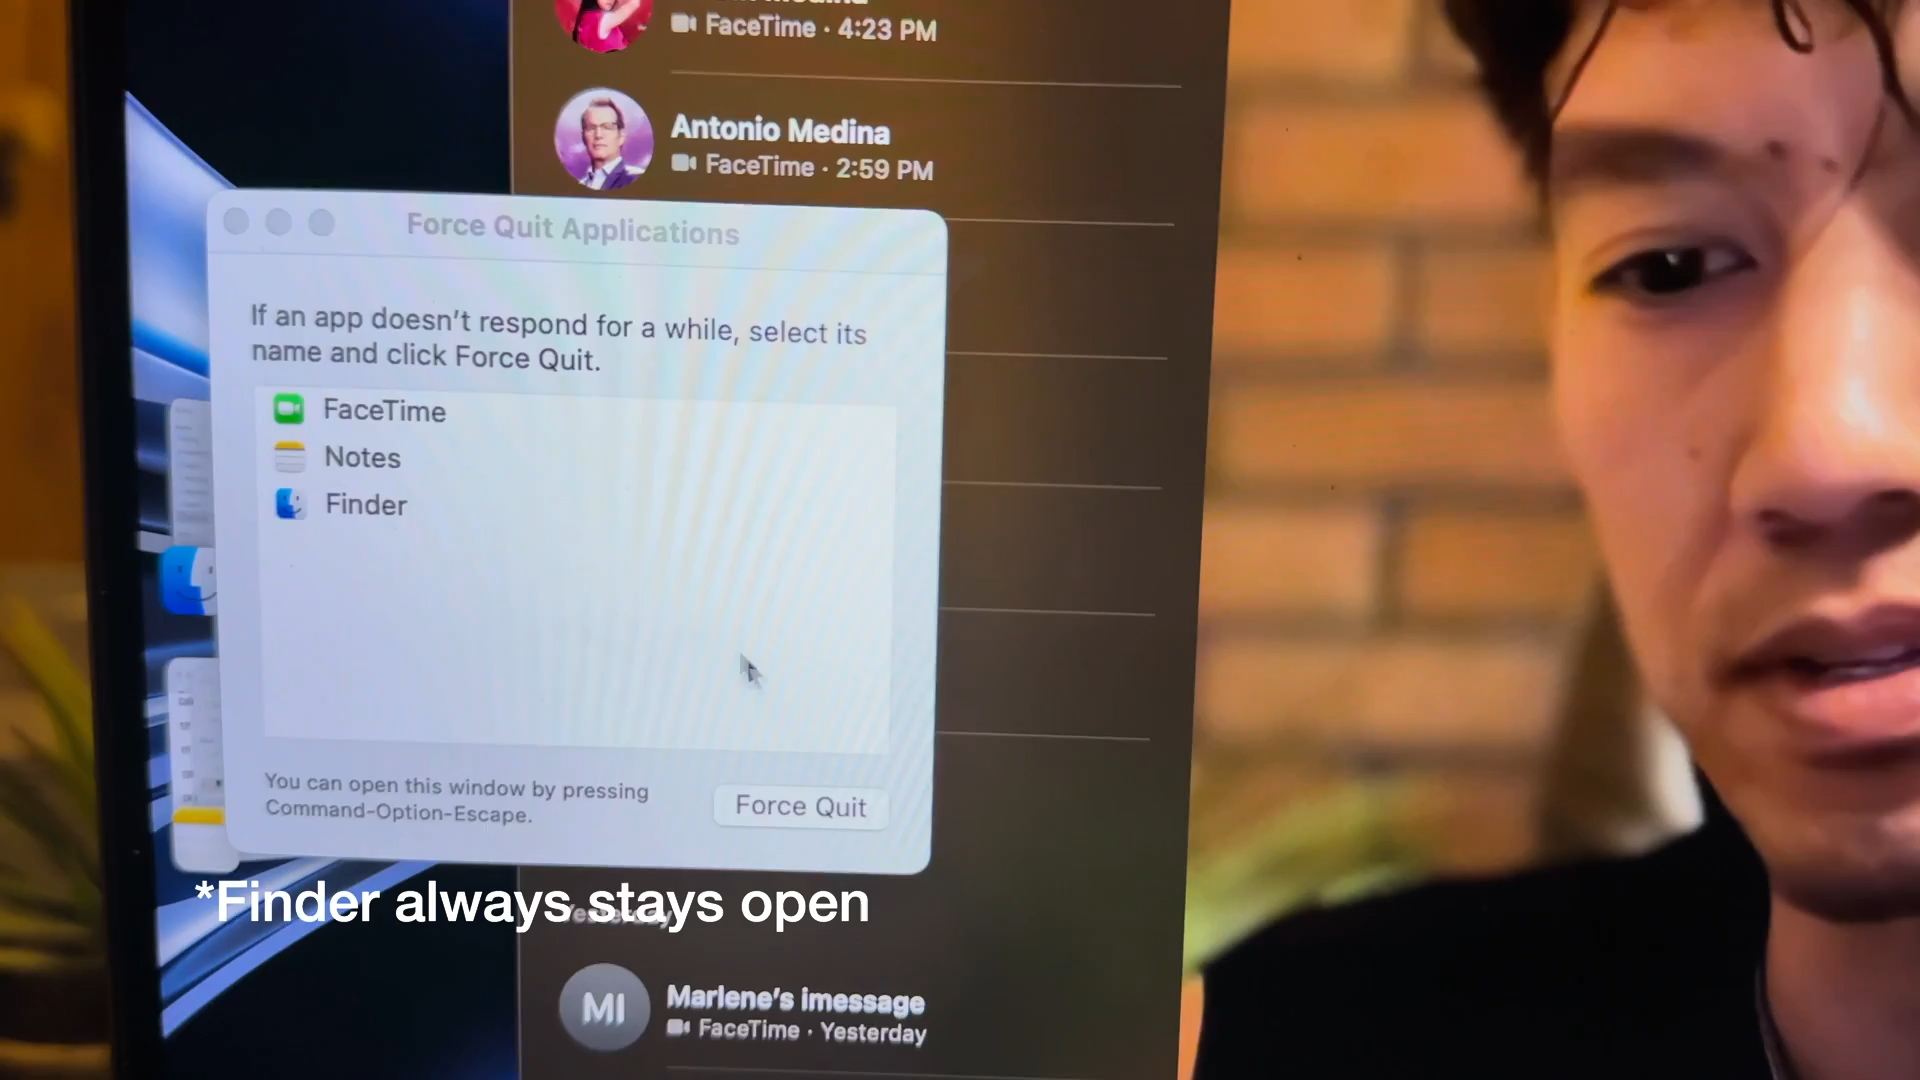 FaceTime · 4:23 PM
Antonio Medina
FaceTime · 2:59 PM
Force Quit Applications
If an app doesn't respond for a while, select its
name and click Force Quit.
FaceTime
Notes
Finder
You can open this window by pressing
Command-Option-Escape.
Force Quit
*Finder always stays open
Yesterday
MI
Marlene's imessage
FaceTime · Yesterday